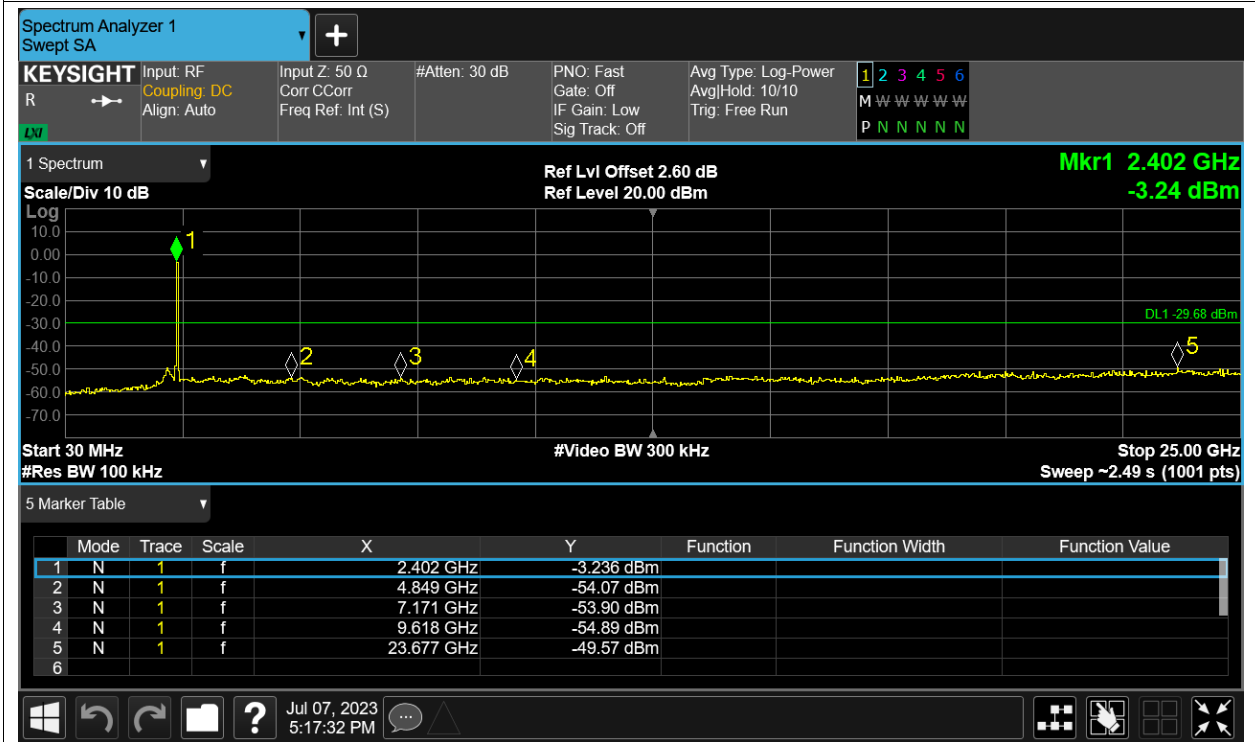 Spectrum Analyzer 1
Swept SA
+
KEYSIGHT Input: RF Input Z: 50 Ω #Atten: 30 dB PNO: Fast Avg Type: Log-Power 1 2 3 4 5 6
R Coupling: DC Corr CCorr Gate: Off Avg|Hold: 10/10 M W W W W W
Align: Auto Freq Ref: Int (S) IF Gain: Low Trig: Free Run
LXI Sig Track: Off P N N N N N
1 Spectrum Ref Lvl Offset 2.60 dB Mkr1 2.402 GHz
Scale/Div 10 dB Ref Level 20.00 dBm -3.24 dBm
Log
10.0 1
0.00
-10.0
-20.0
-30.0 DL1 -29.68 dBm
-40.0 2 3 4 5
-50.0
-60.0
-70.0
Start 30 MHz #Video BW 300 kHz Stop 25.00 GHz
#Res BW 100 kHz Sweep ~2.49 s (1001 pts)
5 Marker Table
Mode Trace Scale X Y Function Function Width Function Value
1 N 1 f 2.402 GHz -3.236 dBm
2 N 1 f 4.849 GHz -54.07 dBm
3 N 1 f 7.171 GHz -53.90 dBm
4 N 1 f 9.618 GHz -54.89 dBm
5 N 1 f 23.677 GHz -49.57 dBm
6
? Jul 07, 2023
5:17:32 PM